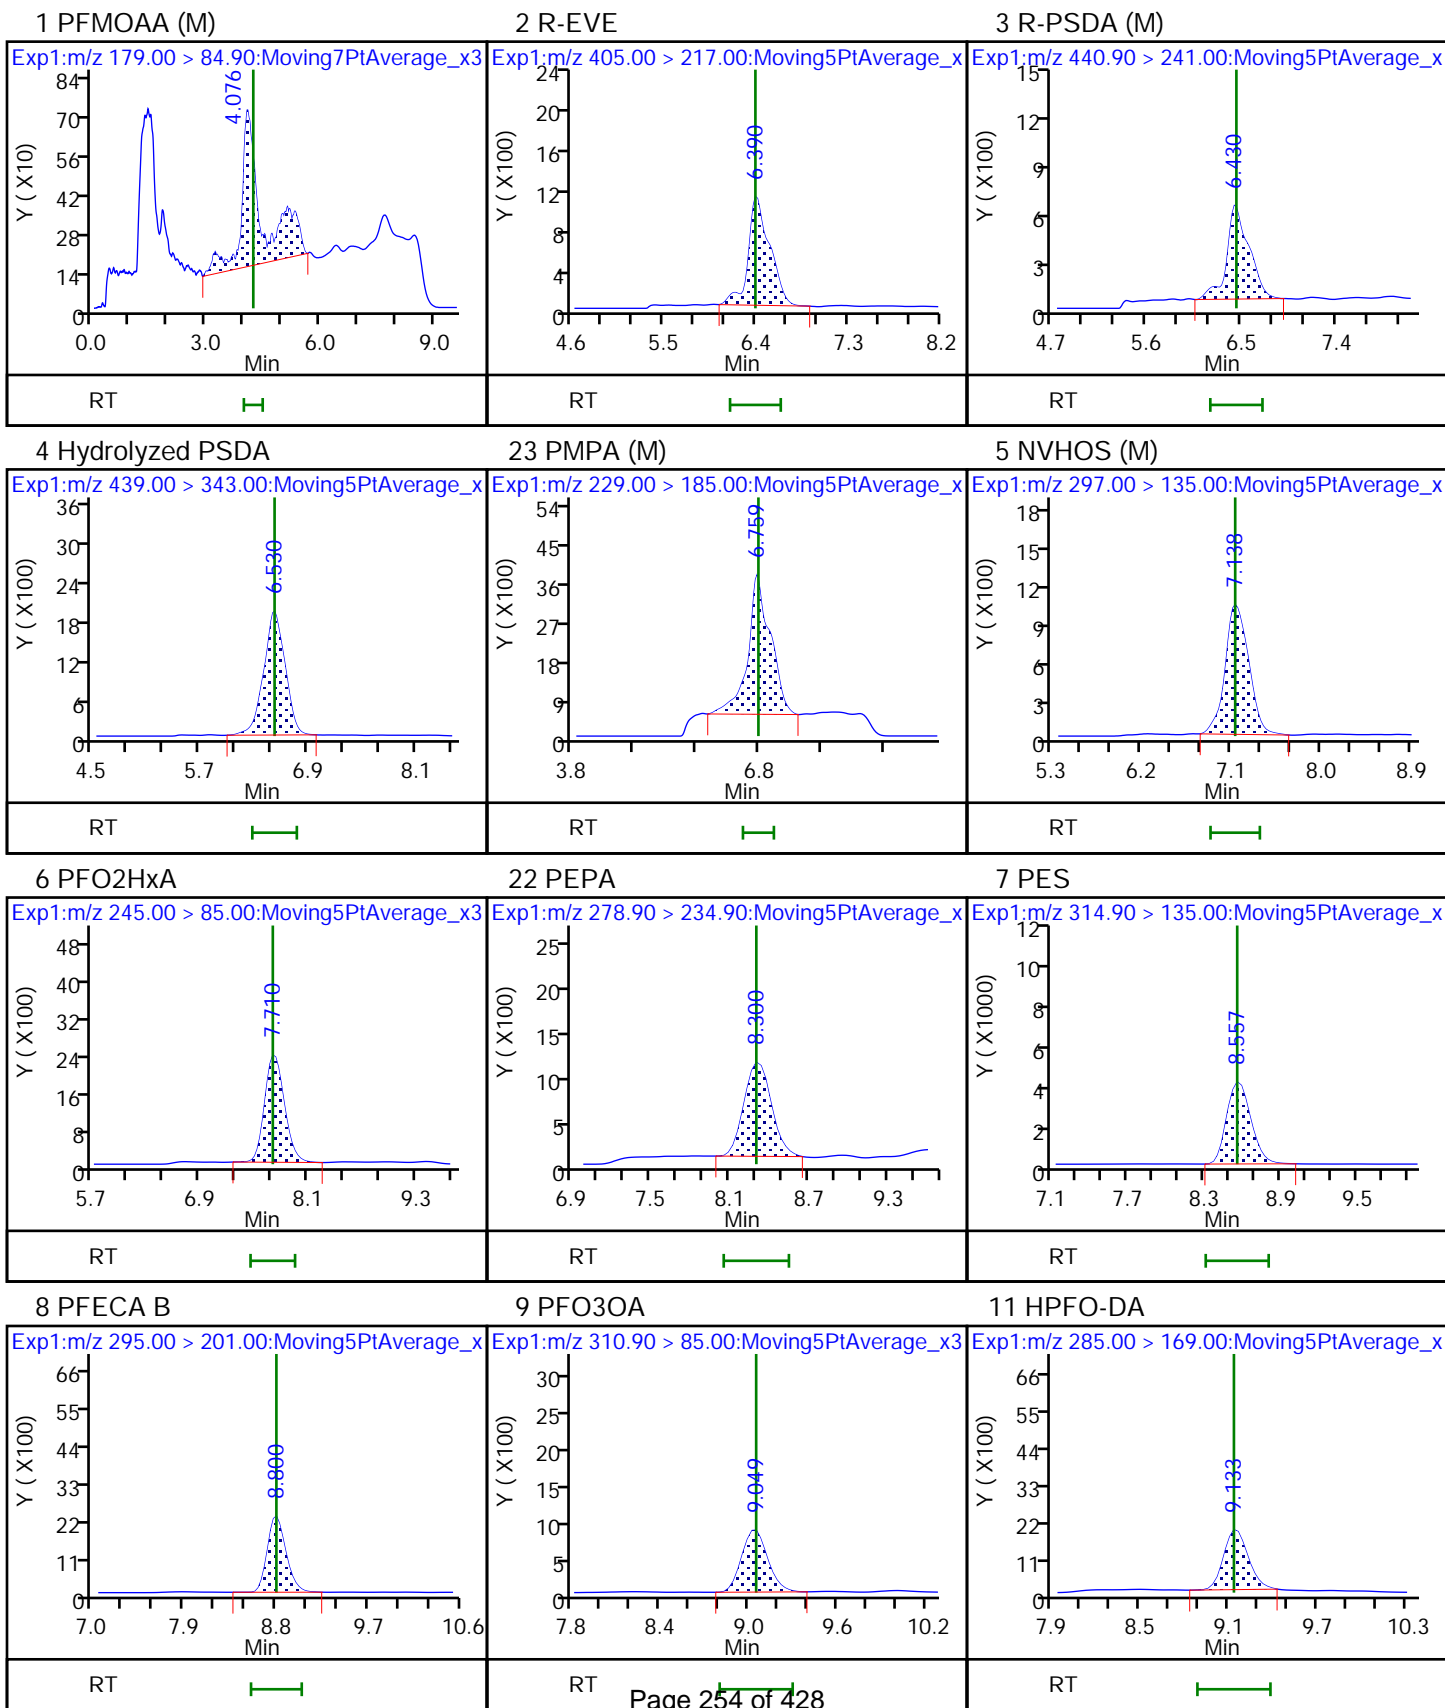 1 PFMOAA (M)
2 R-EVE
3 R-PSDA (M)
Exp1:m/z 179.00 > 84.90:Moving7PtAverage_x3
Exp1:m/z 405.00 > 217.00:Moving5PtAverage_x
Exp1:m/z 440.90 > 241.00:Moving5PtAverage_x
84
70
56
42
28
14
0
Y ( X10)
4.076
0.0 3.0 6.0 9.0
Min
RT
24
20
16
12
8
4
0
Y ( X100)
6.390
4.6 5.5 6.4 7.3 8.2
Min
RT
15
12
9
6
3
0
Y ( X100)
6.430
4.7 5.6 6.5 7.4
Min
RT
4 Hydrolyzed PSDA
23 PMPA (M)
5 NVHOS (M)
Exp1:m/z 439.00 > 343.00:Moving5PtAverage_x
Exp1:m/z 229.00 > 185.00:Moving5PtAverage_x
Exp1:m/z 297.00 > 135.00:Moving5PtAverage_x
36
30
24
18
12
6
0
Y ( X100)
6.530
4.5 5.7 6.9 8.1
Min
RT
54
45
36
27
18
9
0
Y ( X100)
6.759
3.8 6.8
Min
RT
18
15
12
9
6
3
0
Y ( X100)
7.138
5.3 6.2 7.1 8.0 8.9
Min
RT
6 PFO2HxA
22 PEPA
7 PES
Exp1:m/z 245.00 > 85.00:Moving5PtAverage_x3
Exp1:m/z 278.90 > 234.90:Moving5PtAverage_x
Exp1:m/z 314.90 > 135.00:Moving5PtAverage_x
48
40
32
24
16
8
0
Y ( X100)
7.710
5.7 6.9 8.1 9.3
Min
RT
25
20
15
10
5
0
Y ( X100)
8.300
6.9 7.5 8.1 8.7 9.3
Min
RT
12
10
8
6
4
2
0
Y ( X1000)
8.557
7.1 7.7 8.3 8.9 9.5
Min
RT
8 PFECA B
9 PFO3OA
11 HPFO-DA
Exp1:m/z 295.00 > 201.00:Moving5PtAverage_x
Exp1:m/z 310.90 > 85.00:Moving5PtAverage_x3
Exp1:m/z 285.00 > 169.00:Moving5PtAverage_x
66
55
44
33
22
11
0
Y ( X100)
8.800
7.0 7.9 8.8 9.7 10.6
Min
RT
30
25
20
15
10
5
0
Y ( X100)
9.049
7.8 8.4 9.0 9.6 10.2
Min
RT
66
55
44
33
22
11
0
Y ( X100)
9.133
7.9 8.5 9.1 9.7 10.3
Min
RT
Page 254 of 428